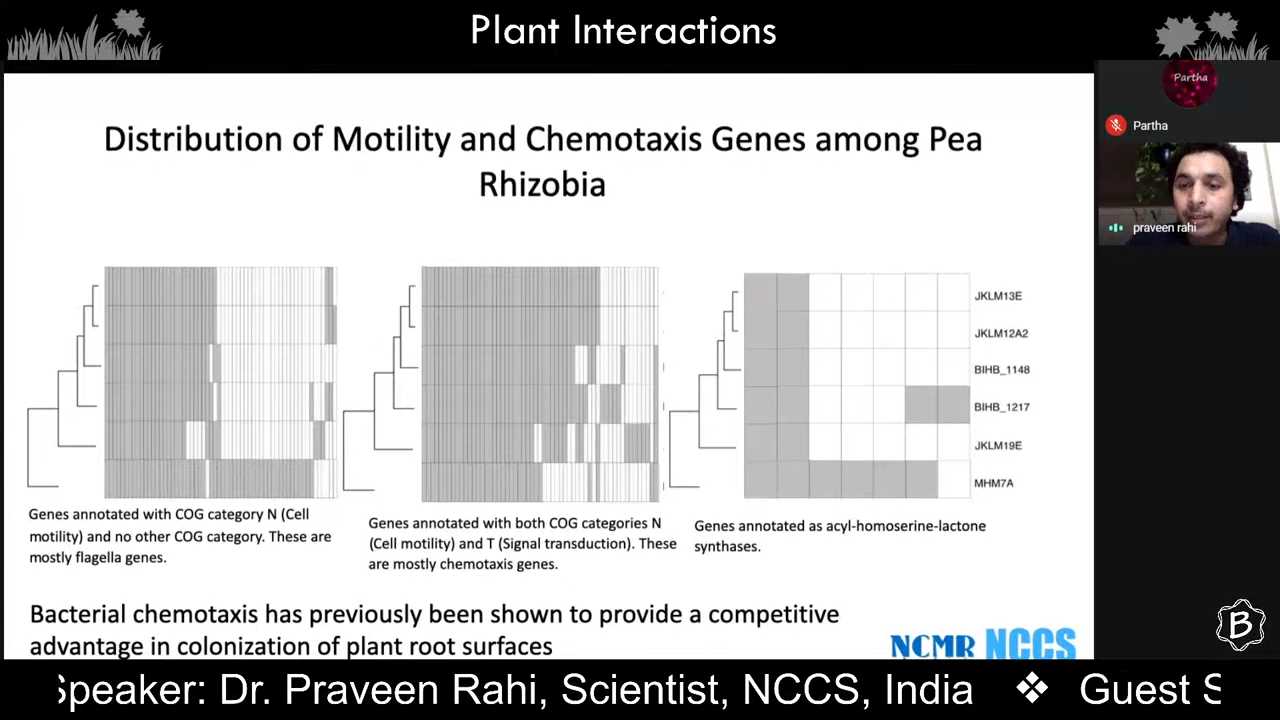 Plant Interactions
Distribution of Motility and Chemotaxis Genes among Pea
Rhizobia
Partha
Partha
praveen rahi
JKLM13E
JKLM12A2
BIHB_1148
BIHB_1217
JKLM19E
MHM7A
Genes annotated with COG category N (Cell
motility) and no other COG category. These are
mostly flagella genes.
Genes annotated with both COG categories N
(Cell motility) and T (Signal transduction). These
are mostly chemotaxis genes.
Genes annotated as acyl-homoserine-lactone
synthases.
Bacterial chemotaxis has previously been shown to provide a competitive
advantage in colonization of plant root surfaces
NCMR NCCS
B
Speaker: Dr. Praveen Rahi, Scientist, NCCS, India ❖ Guest S